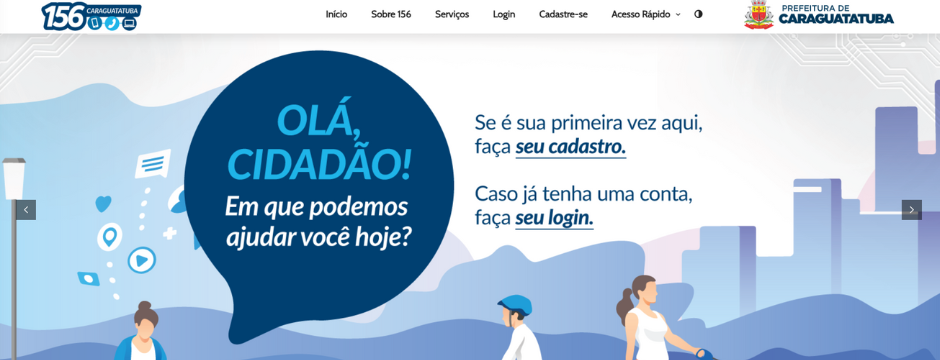 156 CARAGUATATUBA
Início Sobre 156 Serviços Login Cadastre-se Acesso Rápido
PREFEITURA DE
CARAGUATATUBA
OLÁ,
CIDADÃO!
Em que podemos
ajudar você hoje?
Se é sua primeira vez aqui,
faça seu cadastro.
Caso já tenha uma conta,
faça seu login.